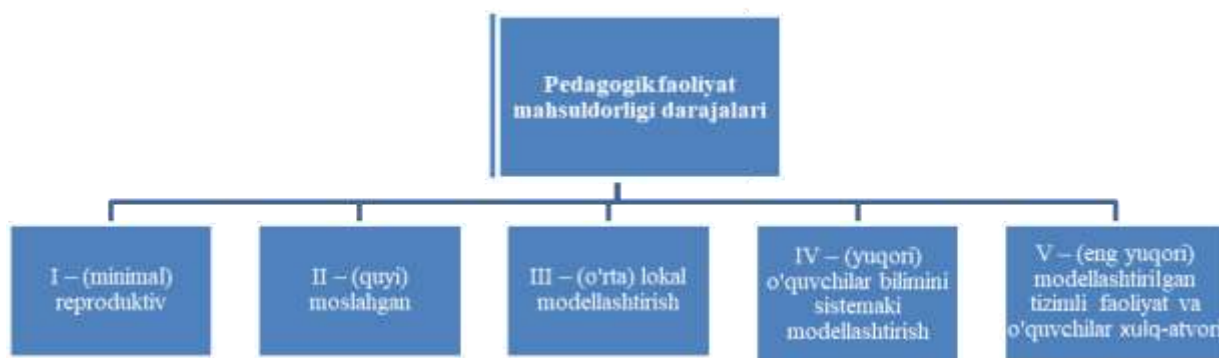 Pedagogik faoliyat
mahsuldorligi darajalari
I – (minimal)
reproduktiv
II – (quyi)
moslahgan
III – (o'rta) lokal
modellashtirish
IV – (yuqori)
o'quvchilar bilimini
sistemaki
modellashtirish
V – (eng yuqori)
modellashtirilgan
tizimli faoliyat va
o'quvchilar xulq-atvori